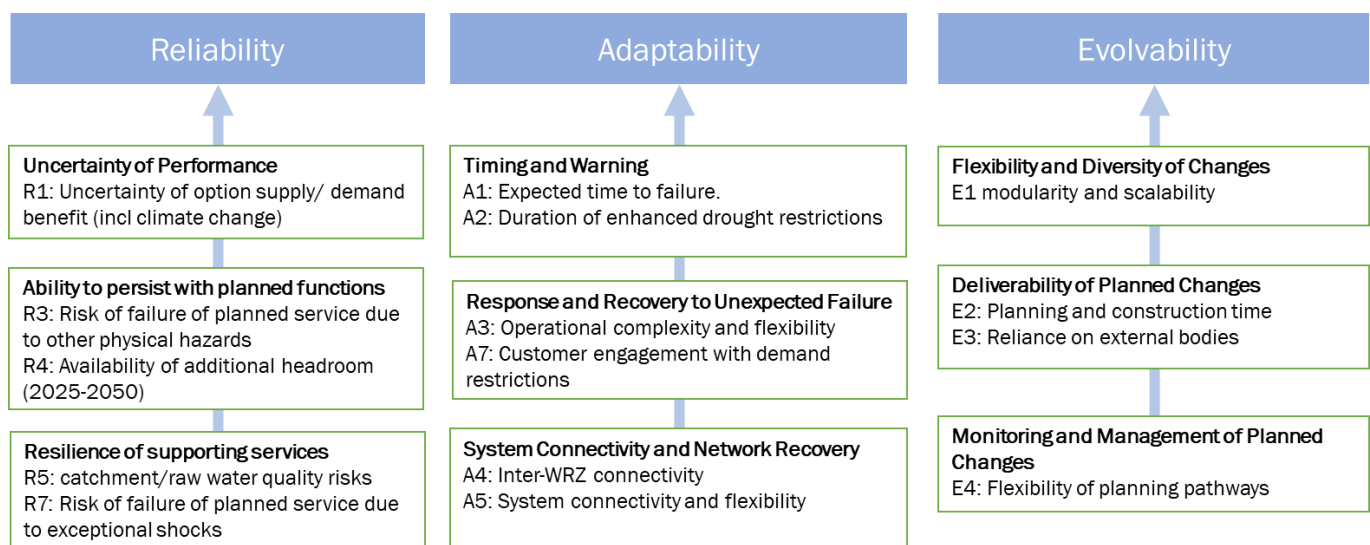 Reliability
Uncertainty of Performance
R1: Uncertainty of option supply/ demand
benefit (incl climate change)
Ability to persist with planned functions
R3: Risk of failure of planned service due
to other physical hazards
R4: Availability of additional headroom
(2025-2050)
Resilience of supporting services
R5: catchment/raw water quality risks
R7: Risk of failure of planned service due
to exceptional shocks
Adaptability
Timing and Warning
A1: Expected time to failure.
A2: Duration of enhanced drought restrictions
Response and Recovery to Unexpected Failure
A3: Operational complexity and flexibility
A7: Customer engagement with demand
restrictions
System Connectivity and Network Recovery
A4: Inter-WRZ connectivity
A5: System connectivity and flexibility
Evolvability
Flexibility and Diversity of Changes
E1 modularity and scalability
Deliverability of Planned Changes
E2: Planning and construction time
E3: Reliance on external bodies
Monitoring and Management of Planned
Changes
E4: Flexibility of planning pathways